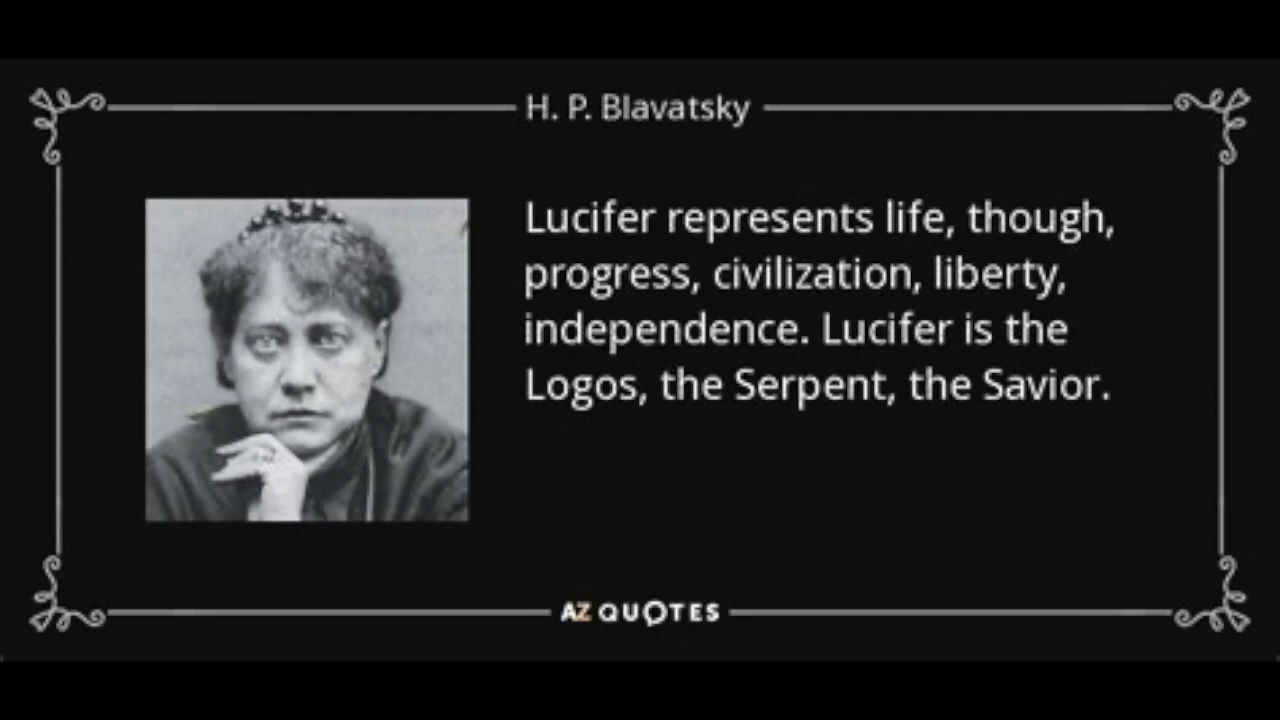 H. P. Blavatsky
Lucifer represents life, though,
progress, civilization, liberty,
independence. Lucifer is the
Logos, the Serpent, the Savior.
AZ QUOTES